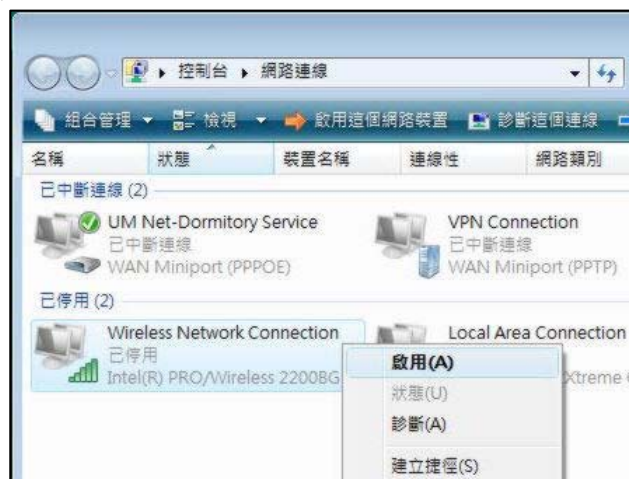 控制台 網路連線
組合管理 檢視 啟用這個網路裝置 診斷這個連線
名稱 狀態 裝置名稱 連線性 網路類別
已中斷連線 (2)
UM Net-Dormitory Service VPN Connection
已中斷連線 已中斷連線
WAN Miniport (PPPOE) WAN Miniport (PPTP)
已停用 (2)
Wireless Network Connection Local Area Connection
已停用 啟用(A)
Intel(R) PRO/Wireless 2200BG Xtreme
狀態(U)
診斷(A)
建立捷徑(S)